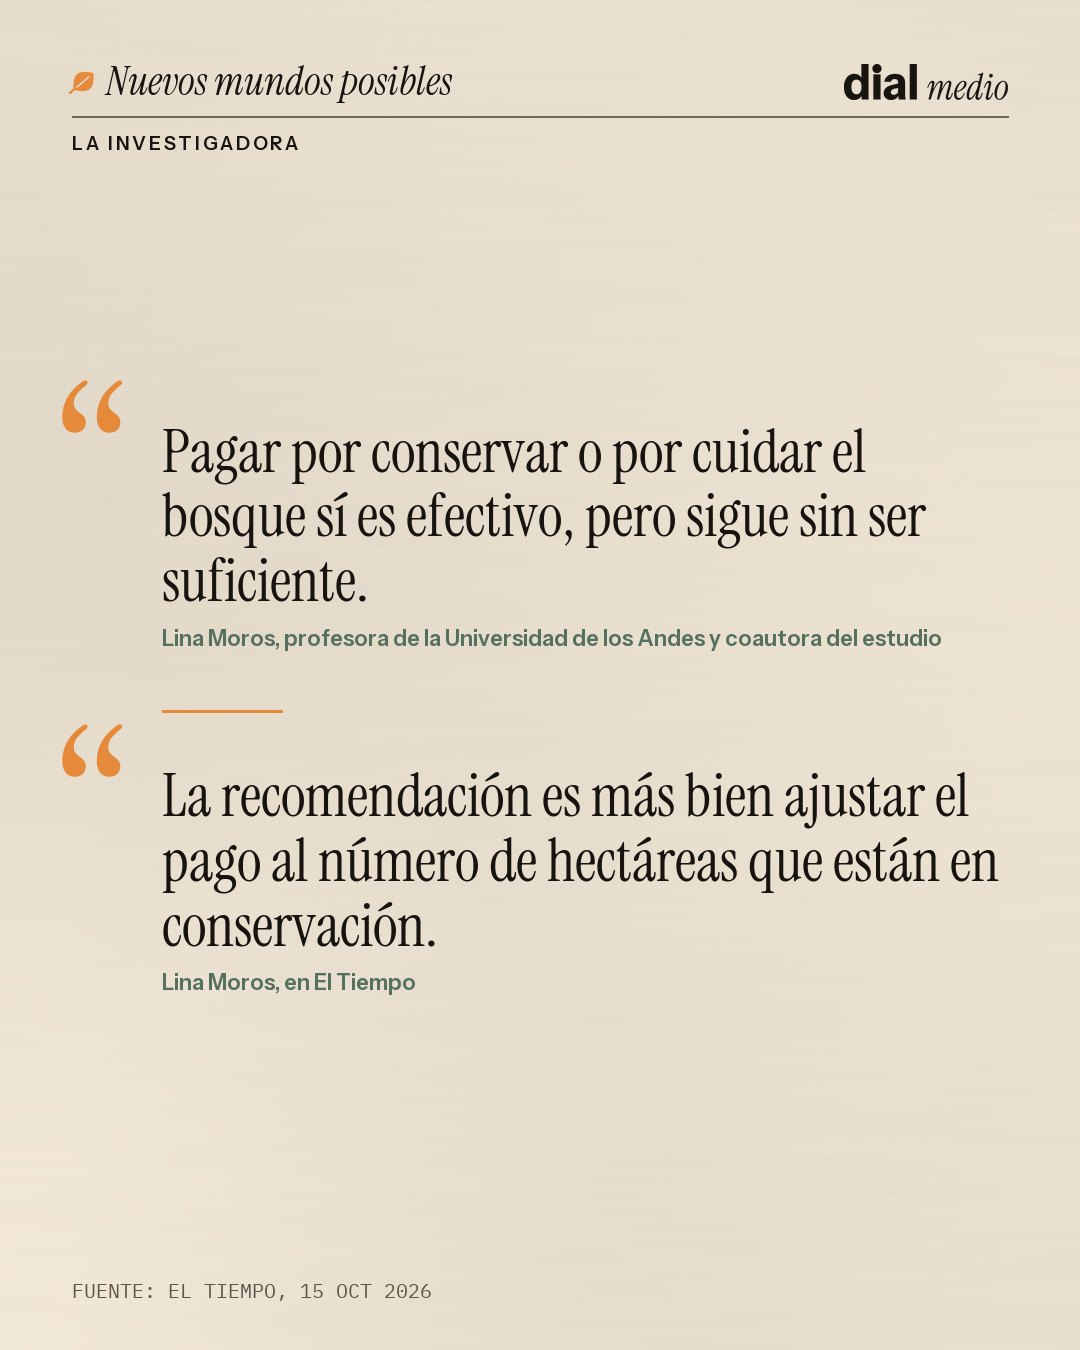 Nuevos mundos posibles
dial medio
LA INVESTIGADORA
“
Pagar por conservar o por cuidar el
bosque sí es efectivo, pero sigue sin ser
suficiente.
Lina Moros, profesora de la Universidad de los Andes y coautora del estudio
“
La recomendación es más bien ajustar el
pago al número de hectáreas que están en
conservación.
Lina Moros, en El Tiempo
FUENTE: EL TIEMPO, 15 OCT 2026